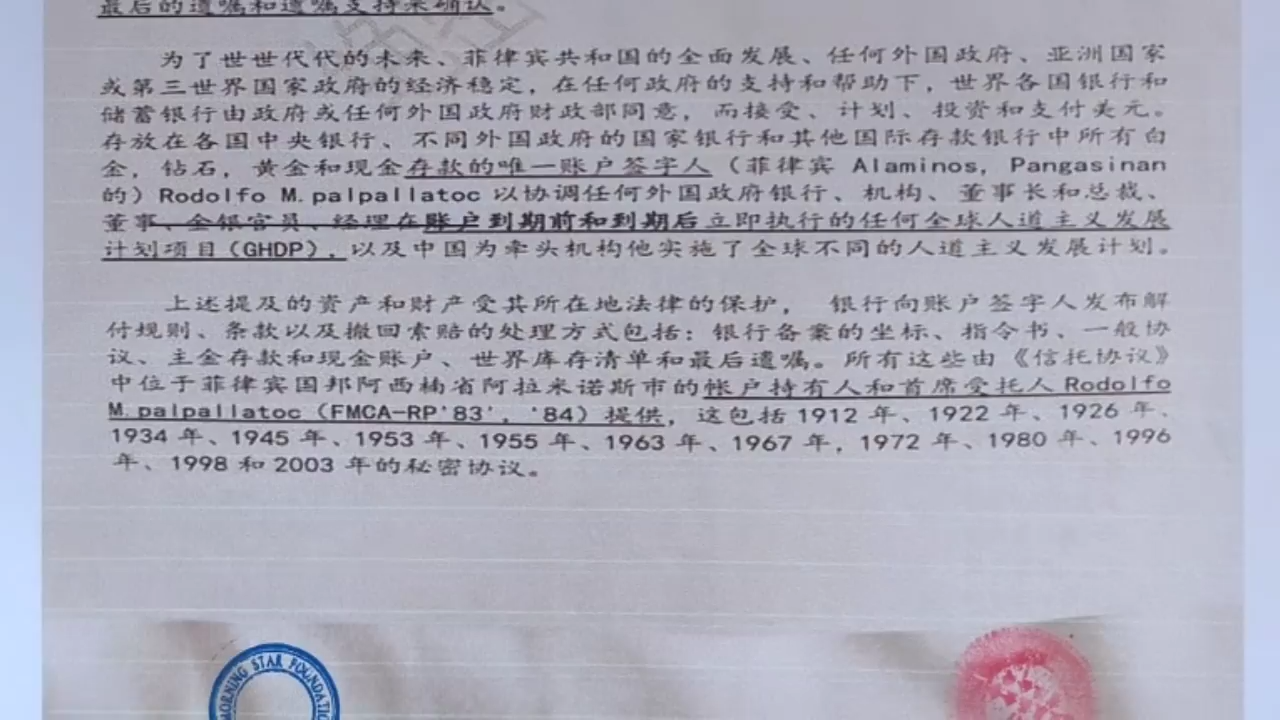 最后的遗嘱和遗嘱支持来确认。
为了世世代代的未来、菲律宾共和国的全面发展、任何外国政府、亚洲国家
或第三世界国家政府的经济稳定，在任何政府的支持和帮助下，世界各国银行和
储蓄银行由政府或任何外国政府财政部同意，而接受、计划、投资和支付美元。
存放在各国中央银行、不同外国政府的国家银行和其他国际存款银行中所有白
金，钻石，黄金和现金存款的唯一账户签字人（菲律宾 Alaminos, Pangasinan
的）Rodolfo M.palpallatoc 以协调任何外国政府银行、机构、董事长和总裁、
董事、金银官员、经理在账户到期前和到期后立即执行的任何全球人道主义发展
计划项目（GHDP），以及中国为牵头机构他实施了全球不同的人道主义发展计划。
上述提及的资产和财产受其所在地法律的保护， 银行向账户签字人发布解
付规则、条款以及撤回索赔的处理方式包括：银行备案的坐标、指令书、一般协
议、主金存款和现金账户、世界库存清单和最后遗嘱。所有这些由《信托协议》
中位于菲律宾国邦阿西楠省阿拉米诺斯市的帐户持有人和首席受托人 Rodolfo
M.palpallatoc（FMCA-RP'83'，'84）提供，这包括 1912 年、1922 年、1926 年、
1934 年、1945 年、1953 年、1955 年、1963 年、1967 年，1972 年、1980 年、1996
年、1998 和 2003 年的秘密协议。
MORNING STAR FOUNDATIO